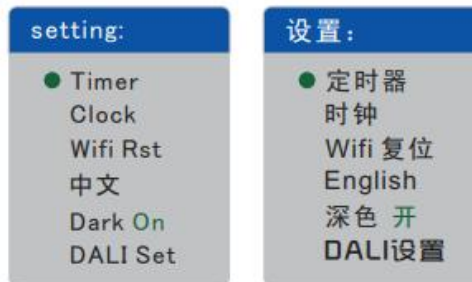 setting:
Timer
Clock
Wifi Rst
中文
Dark On
DALI Set
设置：
定时器
时钟
Wifi 复位
English
深色 开
DALI设置